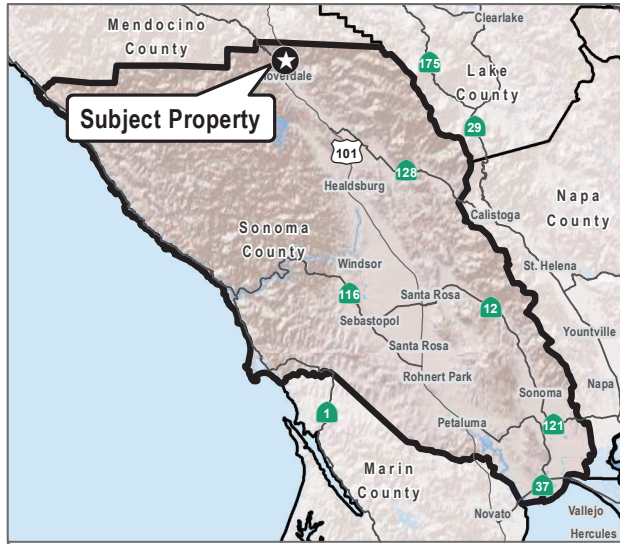 Clearlake
Mendocino
County
175
Lake
County
overdale
Subject Property
29
101
128
Healdsburg
Napa
County
Calistoga
Sonoma
County
St. Helena
Windsor
116
Santa Rosa
12
Sebastopol
Yountville
Santa Rosa
Rohnert Park
Napa
Sonoma
1
Petaluma
121
Marin
County
37
Novato
Vallejo
Hercules